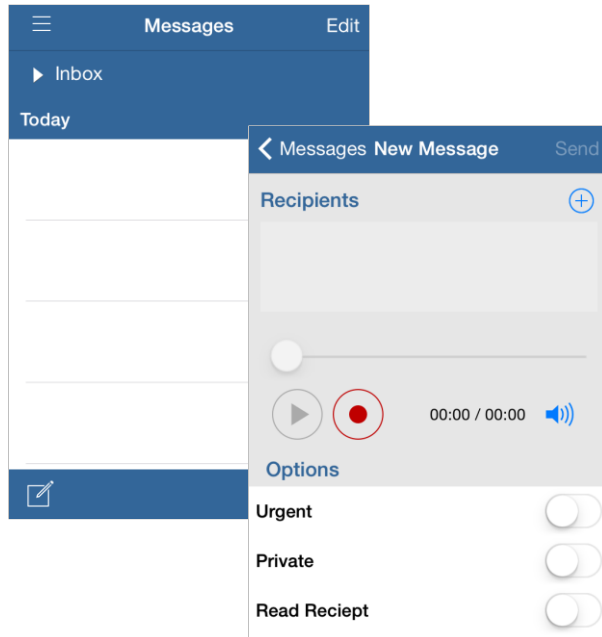 Messages Edit
Inbox
Today
Messages New Message Send
Recipients
00:00 / 00:00
Options
Urgent
Private
Read Reciept